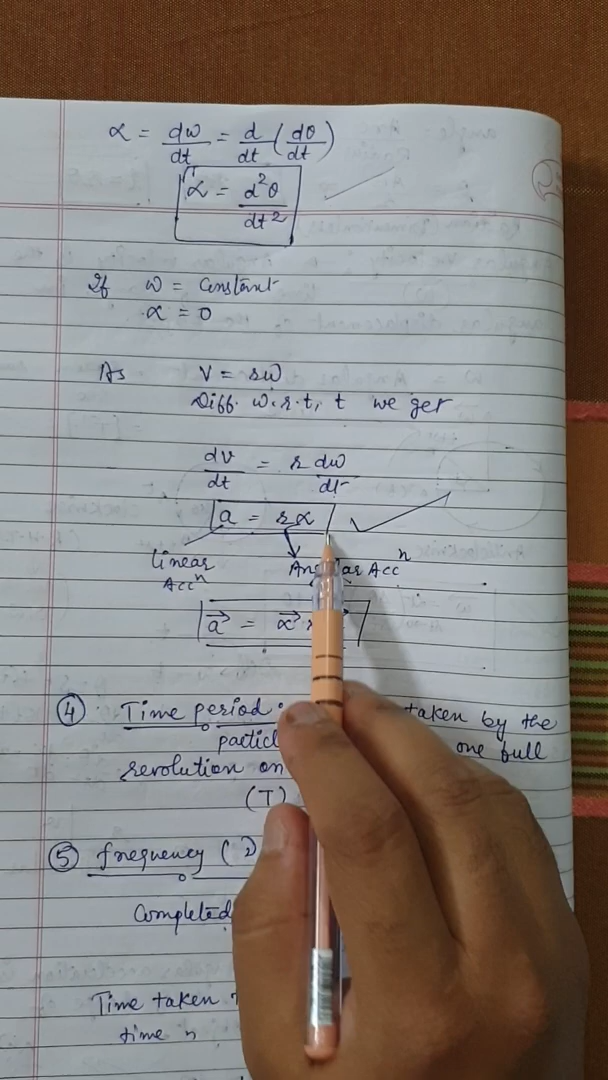 α = dω/dt = d/dt (dθ/dt)
α = d²θ/dt²
If ω = constant
α = 0
As V = rω
Diff. w.r.t, t we get
dv/dt = r dω/dt
a = rα
linear Accⁿ
Angular Accⁿ
a⃗ = α⃗
④ Time period: taken by the
one full
revolution on
(T)
⑤ frequency (
Completed
Time taken
time n